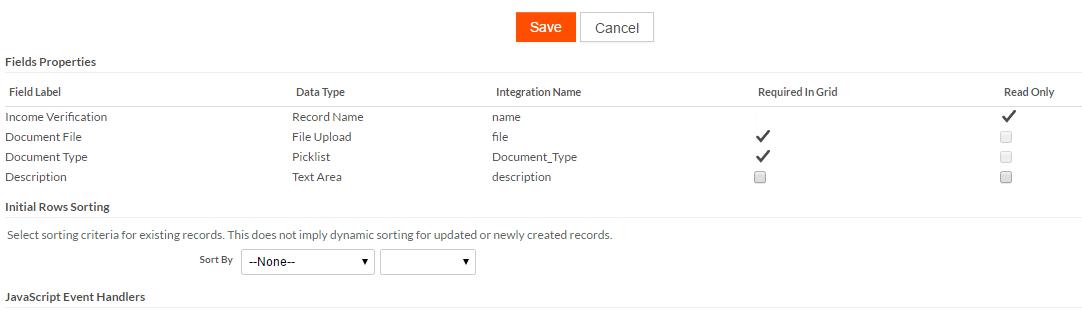 Save Cancel
Fields Properties
Field Label Data Type Integration Name Required In Grid Read Only
Income Verification Record Name name
Document File File Upload file
Document Type Picklist Document_Type
Description Text Area description
Initial Rows Sorting
Select sorting criteria for existing records. This does not imply dynamic sorting for updated or newly created records.
Sort By --None--
JavaScript Event Handlers